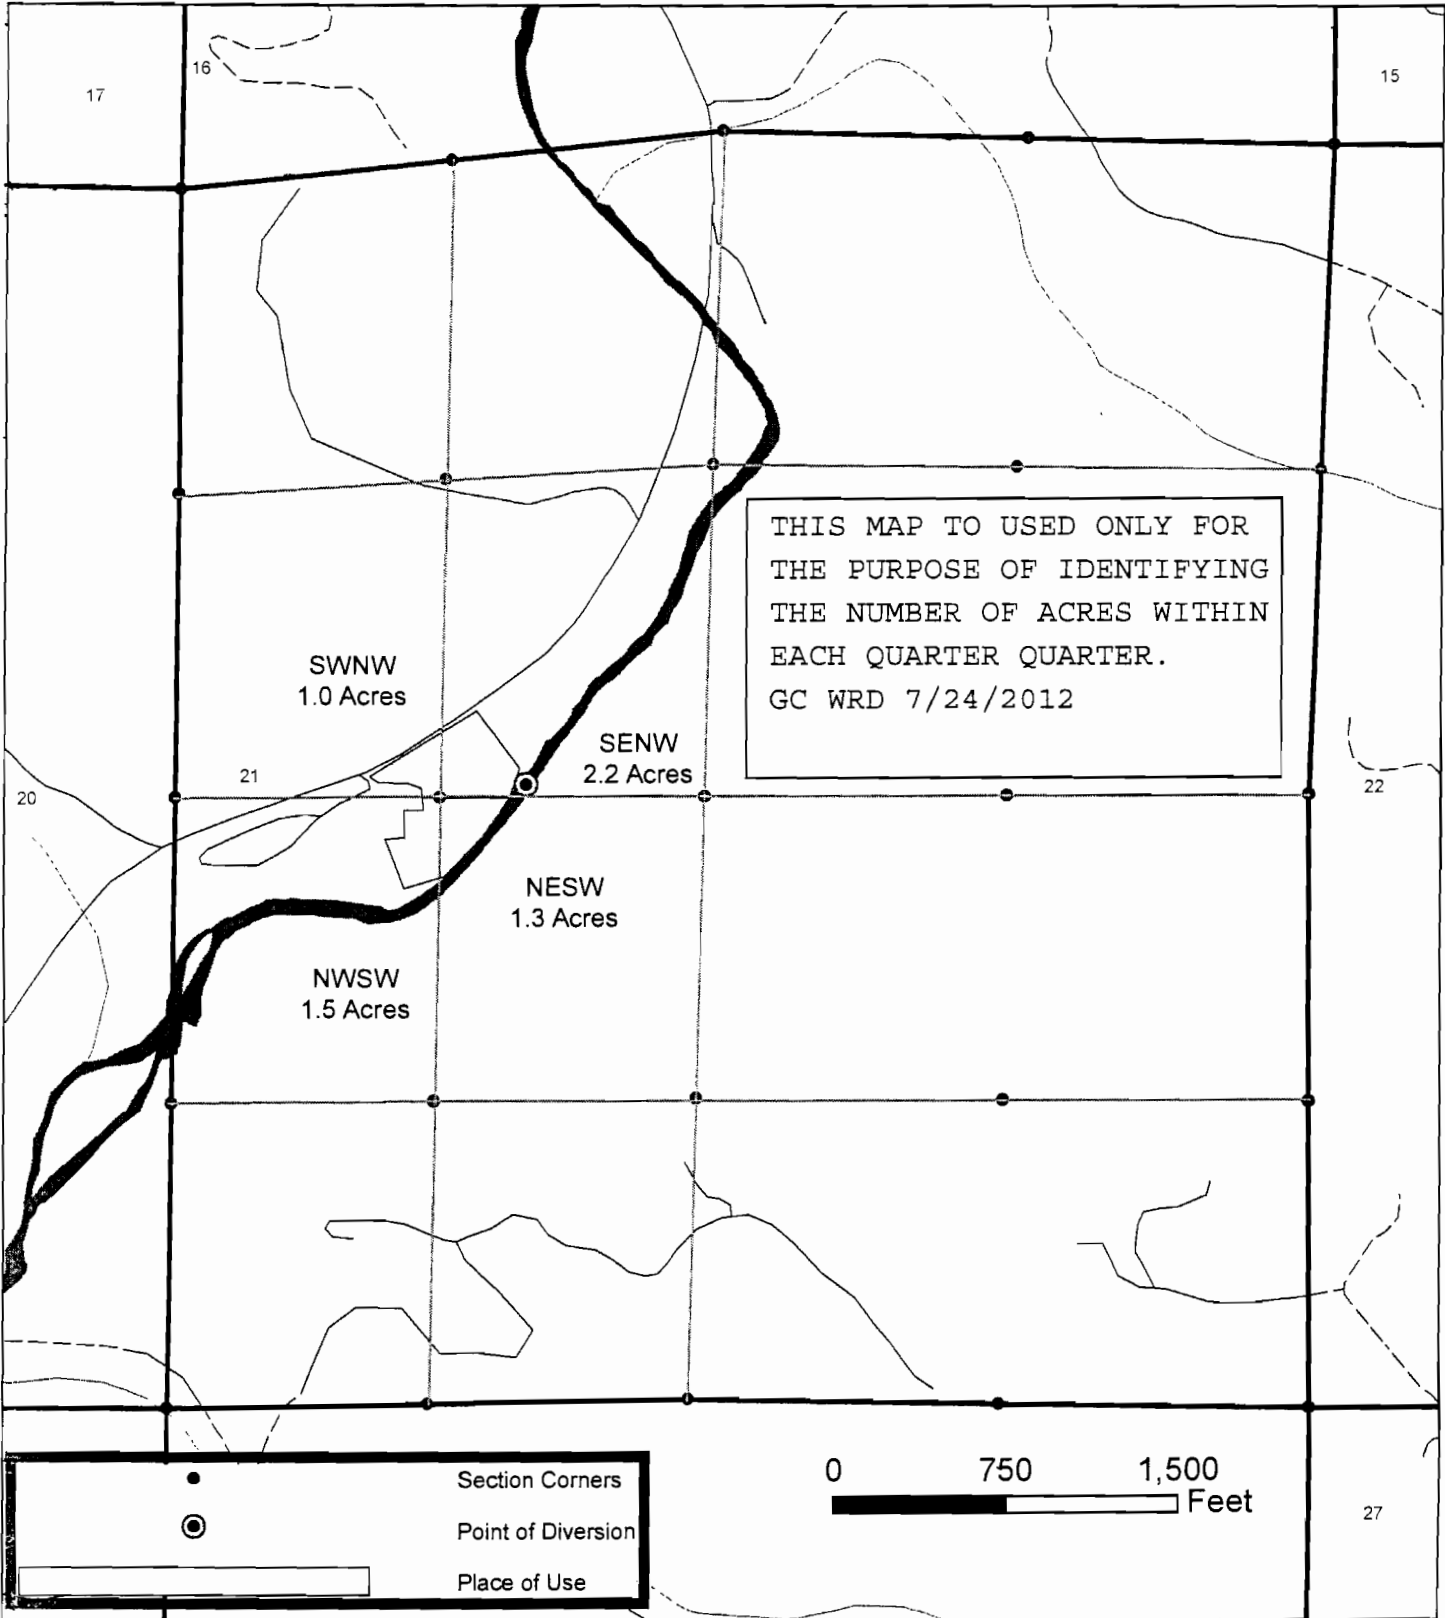 17
16
15
THIS MAP TO USED ONLY FOR
THE PURPOSE OF IDENTIFYING
THE NUMBER OF ACRES WITHIN
EACH QUARTER QUARTER.
GC WRD 7/24/2012
SWNW
1.0 Acres
SENW
2.2 Acres
21
20
22
NESW
1.3 Acres
NWSW
1.5 Acres
Section Corners
Point of Diversion
Place of Use
0 750 1,500
Feet
27